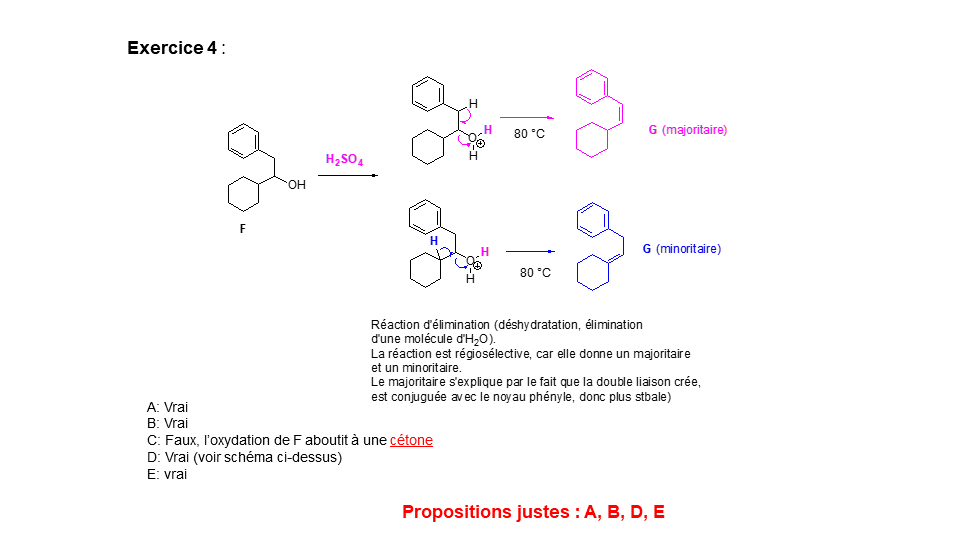 Exercice 4 :
H
H
O
⊕
H
80 °C
G (majoritaire)
H2SO4
OH
F
H
H
O
⊕
H
80 °C
G (minoritaire)
Réaction d'élimination (déshydratation, élimination
d'une molécule d'H2O).
La réaction est régiosélective, car elle donne un majoritaire
et un minoritaire.
Le majoritaire s'explique par le fait que la double liaison crée,
est conjuguée avec le noyau phényle, donc plus stbale)
A: Vrai
B: Vrai
C: Faux, l’oxydation de F aboutit à une cétone
D: Vrai (voir schéma ci-dessus)
E: vrai
Propositions justes : A, B, D, E